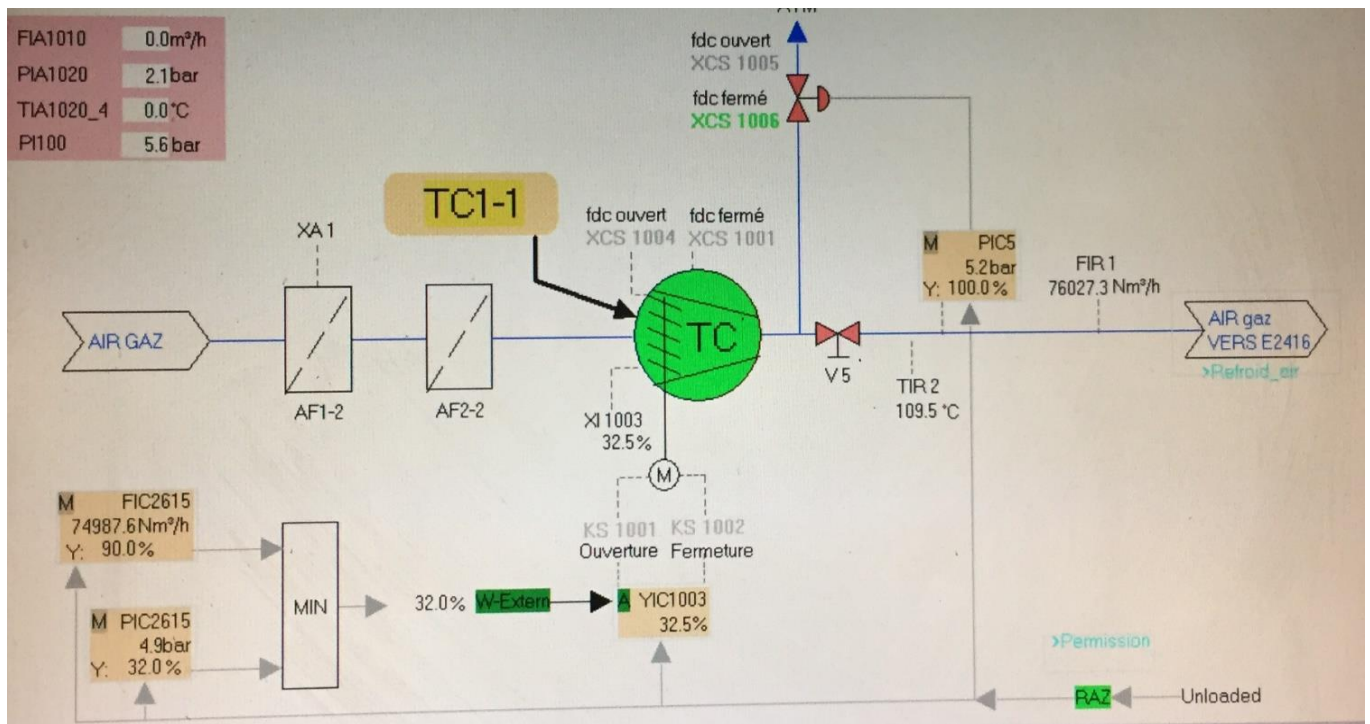 FIA1010 0.0m³/h
PIA1020 2.1bar
TIA1020_4 0.0°C
PI100 5.6bar
ATM
fdc ouvert
XCS 1005
fdc fermé
XCS 1006
TC1-1
XA 1
fdc ouvert
XCS 1004
fdc fermé
XCS 1001
M PIC5
5.2bar
Y: 100.0%
FIR 1
76027.3 Nm³/h
AIR GAZ
TC
AIR gaz
VERS E2416
>Refroid_air
V5
TIR 2
109.5 °C
AF1-2
AF2-2
XI 1003
32.5%
M
M FIC2615
74987.6Nm³/h
Y: 90.0%
KS 1001
Ouverture
KS 1002
Fermeture
MIN
32.0% W-Extern
A YIC1003
32.5%
M PIC2615
4.9bar
Y: 32.0%
>Permission
RAZ Unloaded